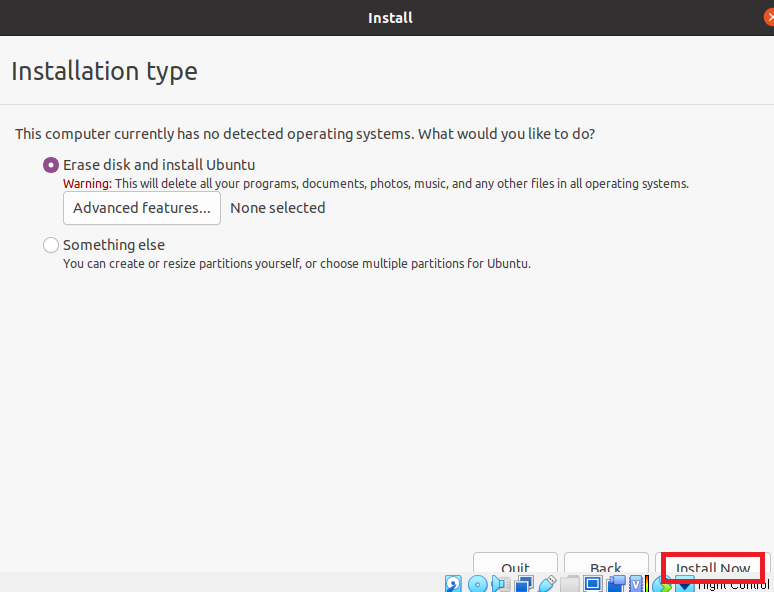 Install
Installation type
This computer currently has no detected operating systems. What would you like to do?
Erase disk and install Ubuntu
Warning: This will delete all your programs, documents, photos, music, and any other files in all operating systems.
Advanced features... None selected
Something else
You can create or resize partitions yourself, or choose multiple partitions for Ubuntu.
Quit Back Install Now
Right Control